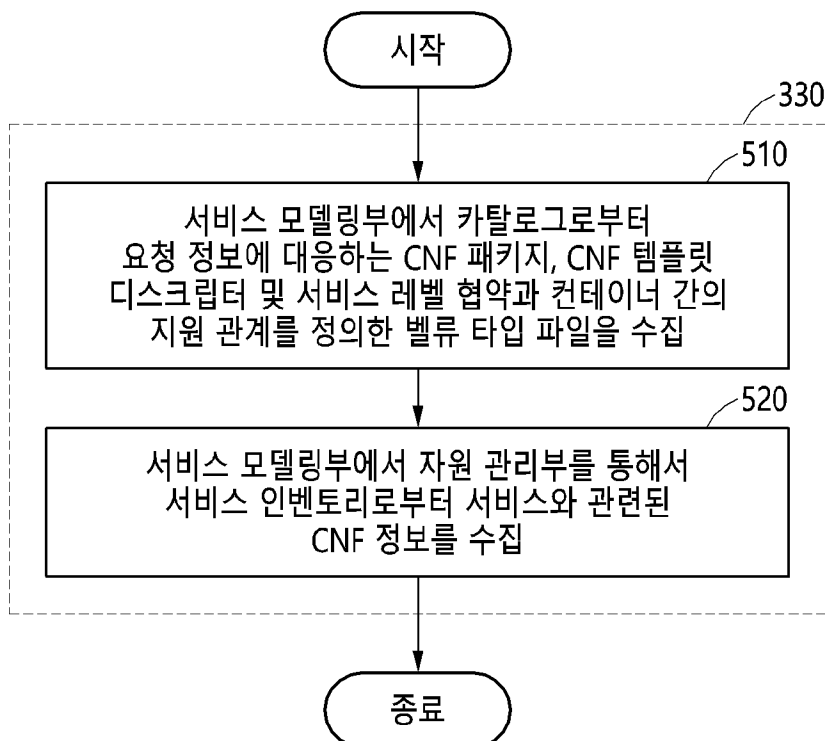 시작
330
510
서비스 모델링부에서 카탈로그로부터
요청 정보에 대응하는 CNF 패키지, CNF 템플릿
디스크립터 및 서비스 레벨 협약과 컨테이너 간의
지원 관계를 정의한 벨류 타입 파일을 수집
520
서비스 모델링부에서 자원 관리부를 통해서
서비스 인벤토리로부터 서비스와 관련된
CNF 정보를 수집
종료